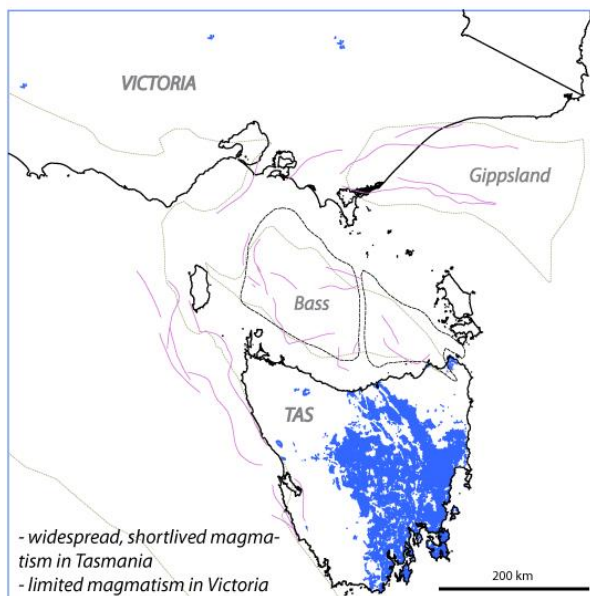 VICTORIA
Gippsland
Bass
TAS
- widespread, shortlived magma-
tism in Tasmania
- limited magmatism in Victoria
200 km